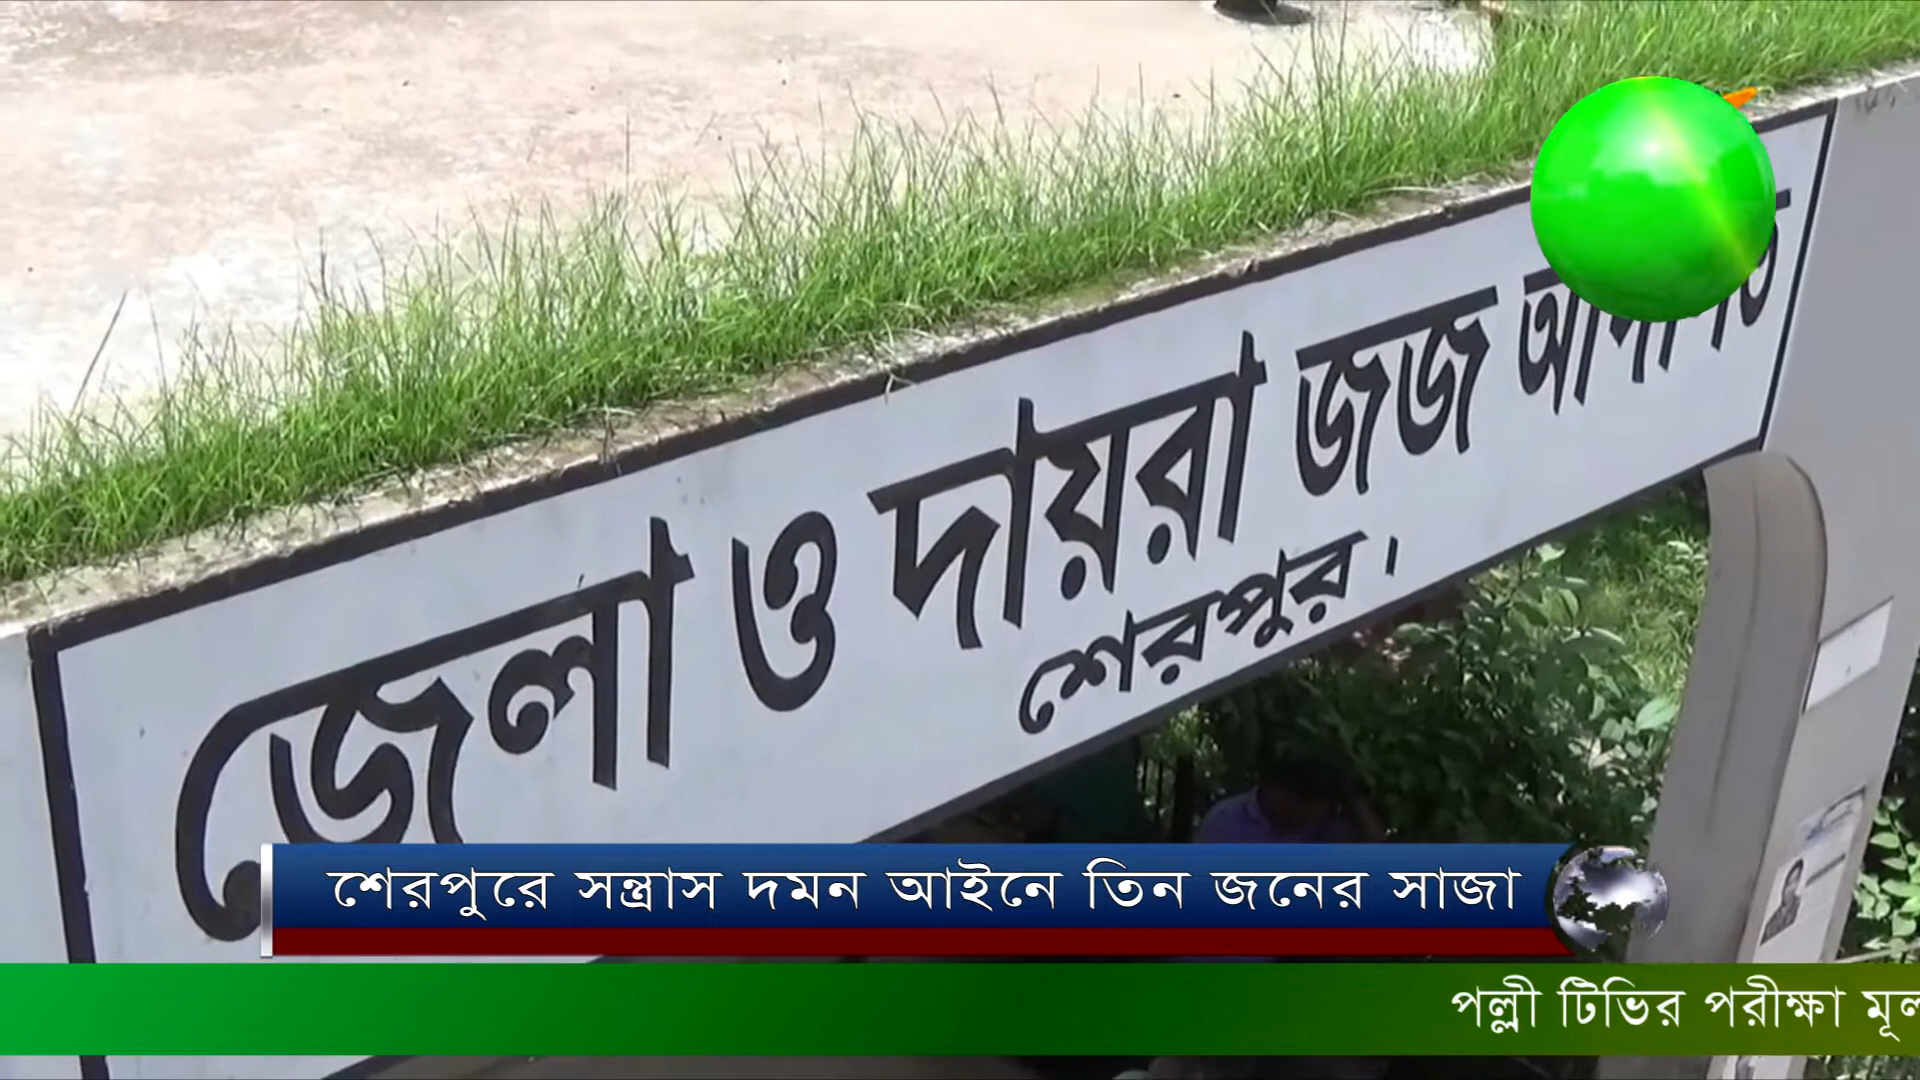 জেলা ও দায়রা জজ
শেরপুর।
শেরপুরে সন্ত্রাস দমন আইনে তিন জনের সাজা
পল্লী টিভির পরীক্ষা